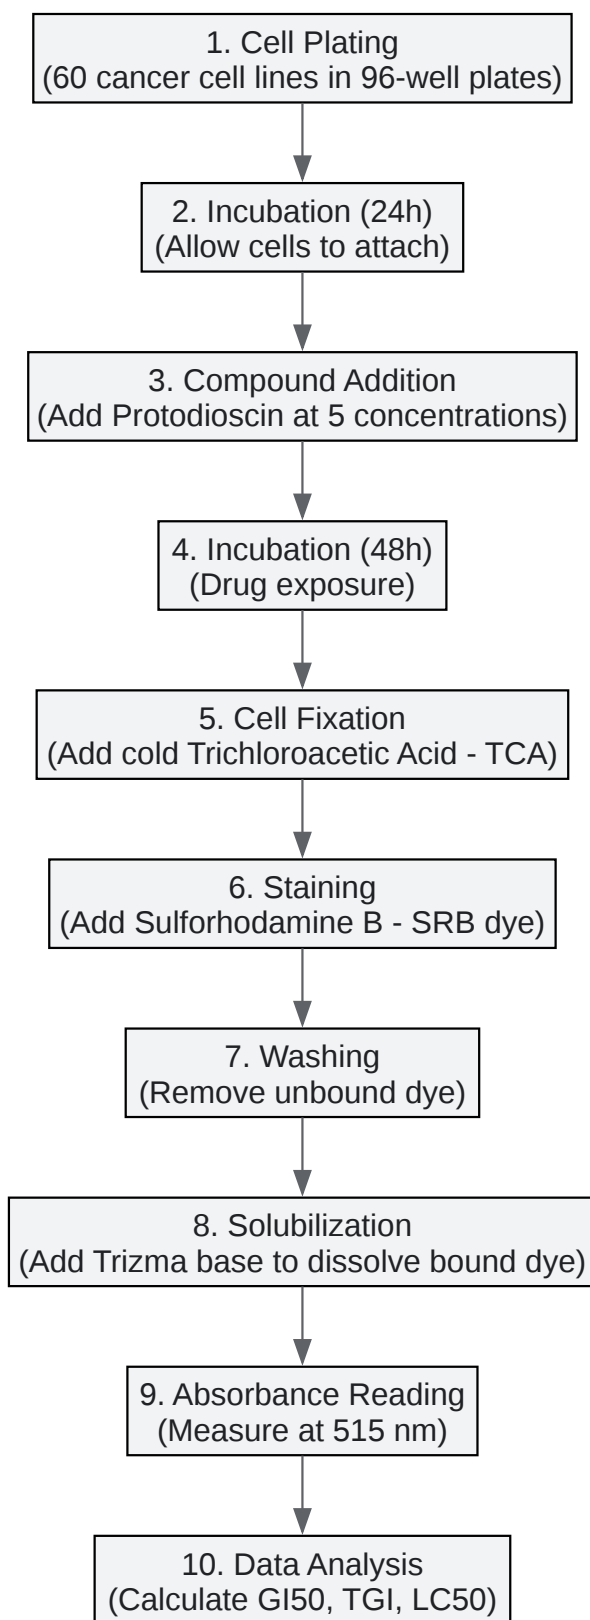 1. Cell Plating
(60 cancer cell lines in 96-well plates)
2. Incubation (24h)
(Allow cells to attach)
3. Compound Addition
(Add Protodioscin at 5 concentrations)
4. Incubation (48h)
(Drug exposure)
5. Cell Fixation
(Add cold Trichloroacetic Acid - TCA)
6. Staining
(Add Sulforhodamine B - SRB dye)
7. Washing
(Remove unbound dye)
8. Solubilization
(Add Trizma base to dissolve bound dye)
9. Absorbance Reading
(Measure at 515 nm)
10. Data Analysis
(Calculate GI50, TGI, LC50)